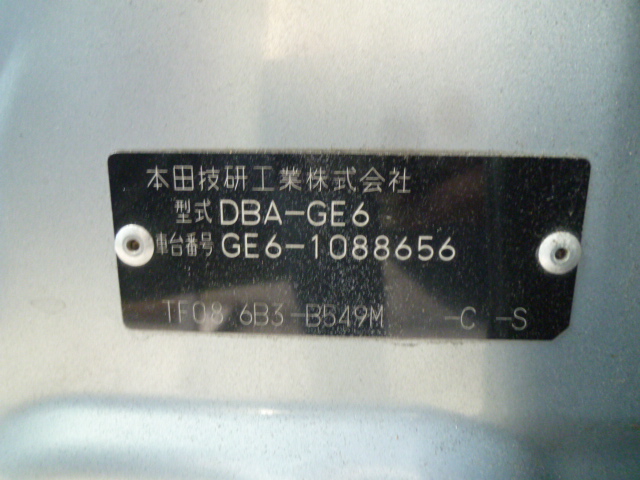 本田技研工業株式会社
型式 DBA-GE6
車台番号 GE6-1088656
TF08 6B3-B549M -C -S